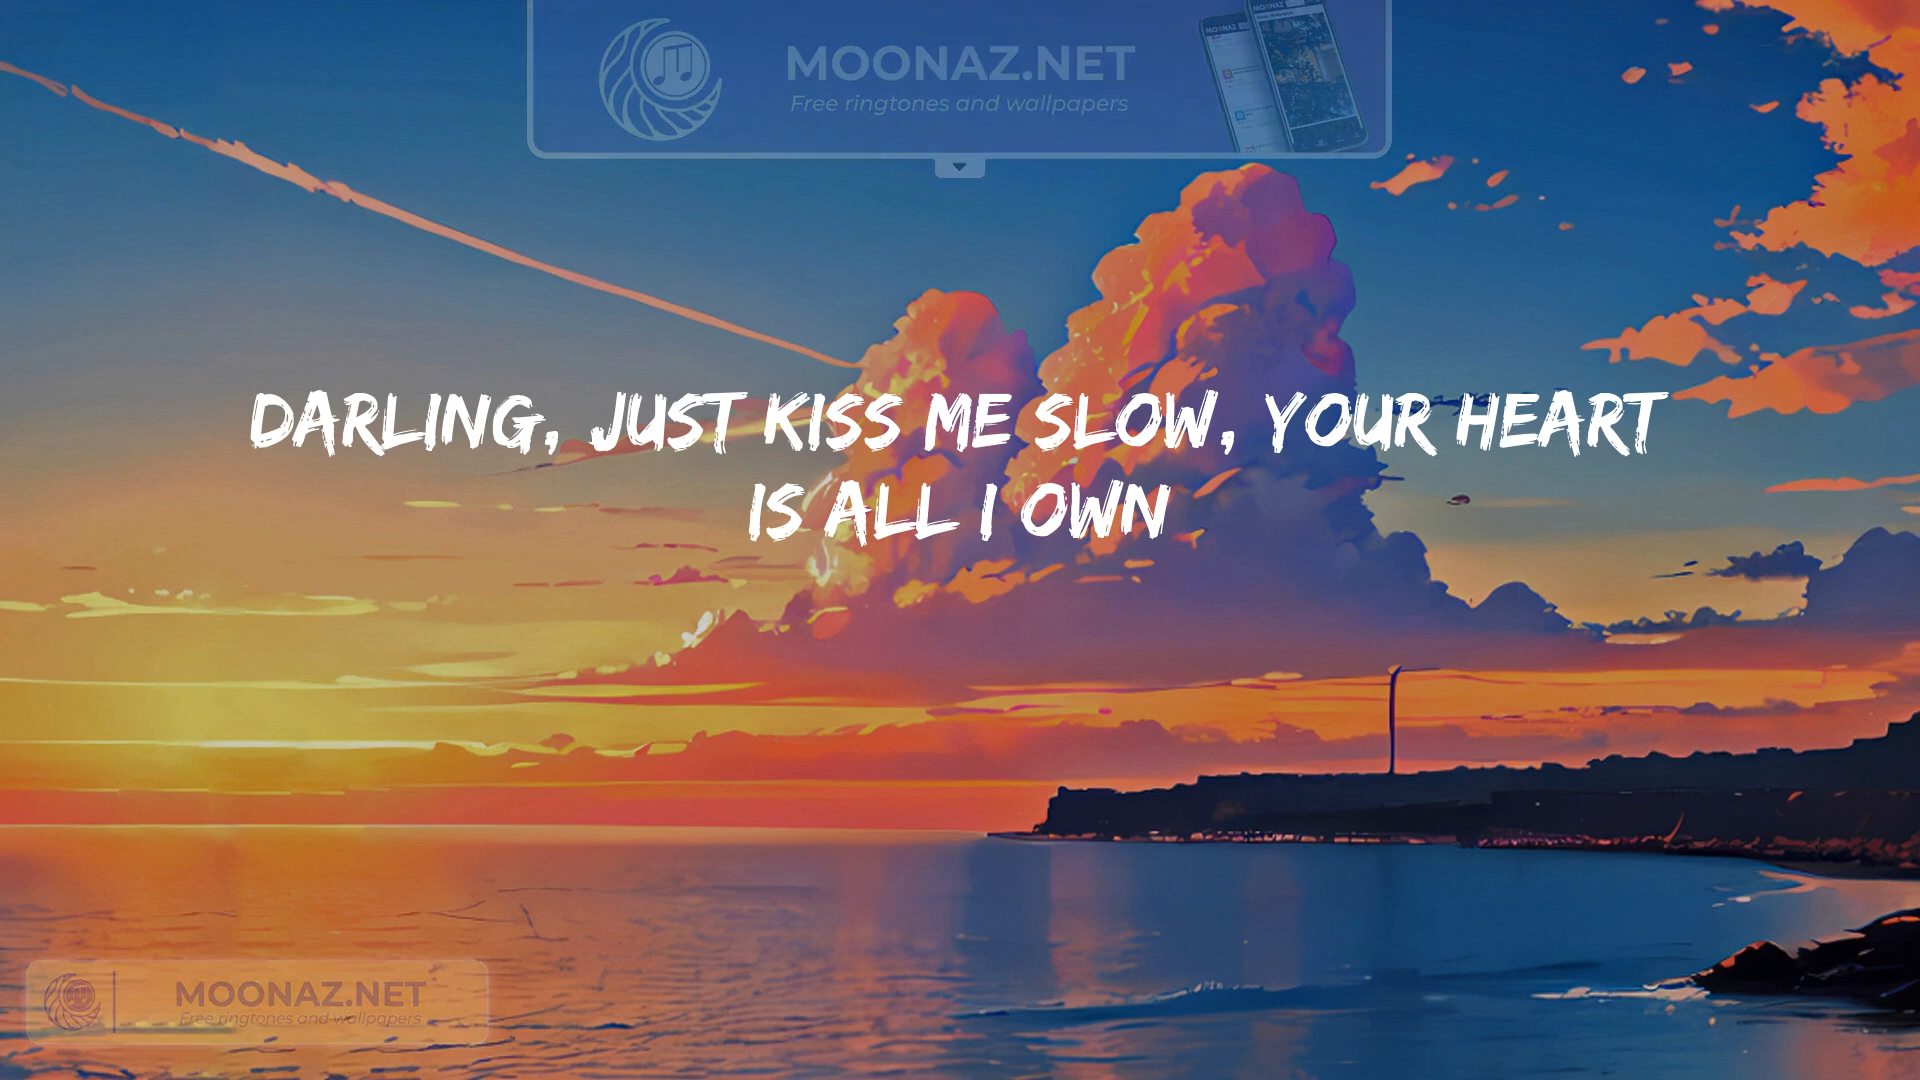 MOONAZ.NET
Free ringtones and wallpapers
DARLING, JUST KISS ME SLOW, YOUR HEART
IS ALL I OWN
MOONAZ.NET
Free ringtones and wallpapers